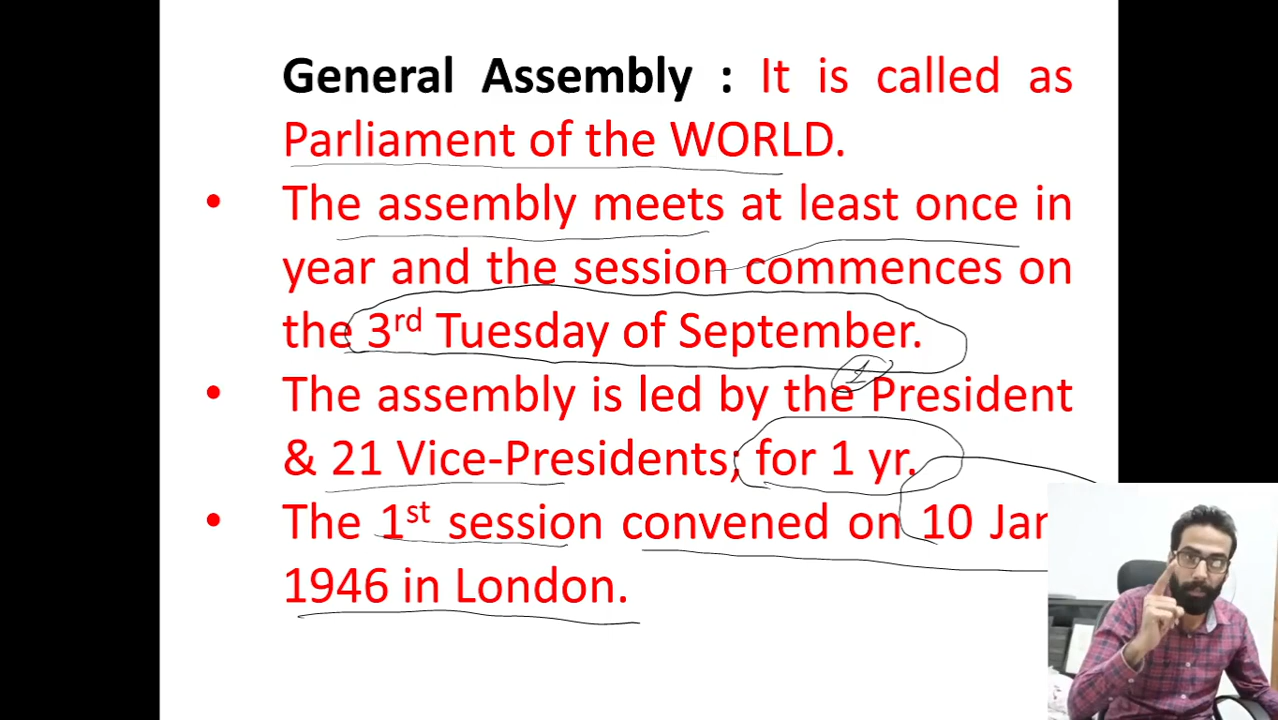 General Assembly : It is called as
Parliament of the WORLD.
• The assembly meets at least once in
year and the session commences on
the 3rd Tuesday of September.
1
• The assembly is led by the President
& 21 Vice-Presidents; for 1 yr.
• The 1st session convened on 10 Jan
1946 in London.